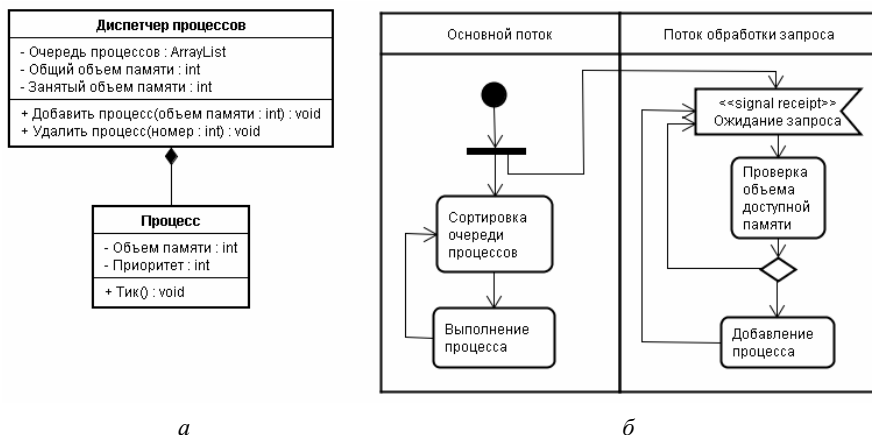 Диспетчер процессов
- Очередь процессов : ArrayList
- Общий объем памяти : int
- Занятый объем памяти : int
+ Добавить процесс(объем памяти : int) : void
+ Удалить процесс(номер : int) : void
Процесс
- Объем памяти : int
- Приоритет : int
+ Тик() : void
а
Основной поток
Поток обработки запроса
<<signal receipt>>
Ожидание запроса
Проверка
объема
доступной
памяти
Сортировка
очереди
процессов
Выполнение
процесса
Добавление
процесса
б